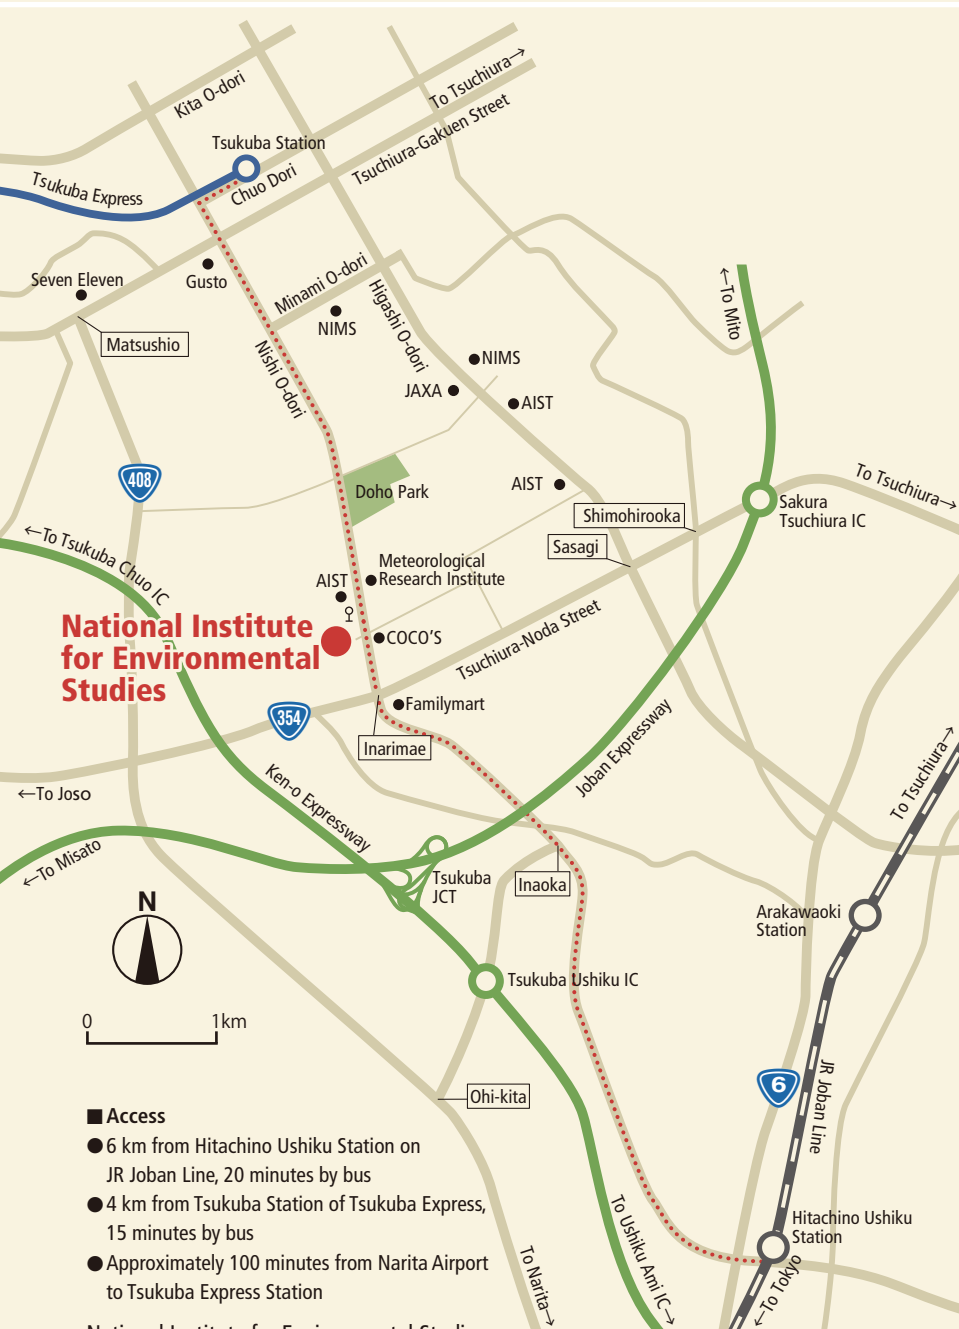 Kita O-dori
To Tsuchiura→
Tsuchiura-Gakuen Street
Tsukuba Station
Chuo Dori
Tsukuba Express
Seven Eleven
Gusto
Minami O-dori
Higashi O-dori
←To Mito
Matsushio
NIMS
Nishi O-dori
NIMS
JAXA
AIST
408
Doho Park
AIST
To Tsuchiura→
Sakura
Tsuchiura IC
Shimohirooka
Sasagi
←To Tsukuba Chuo IC
Meteorological
Research Institute
AIST
National Institute
for Environmental
Studies
COCO'S
Tsuchiura-Noda Street
354
Familymart
Inarimae
←To Joso
Ken-o Expressway
Joban Expressway
To Tsuchiura→
←To Misato
Tsukuba
JCT
Inaoka
N
Arakawaoki
Station
Tsukuba Ushiku IC
0 1km
6
JR Joban Line
Ohi-kita
■ Access
● 6 km from Hitachino Ushiku Station on
JR Joban Line, 20 minutes by bus
● 4 km from Tsukuba Station of Tsukuba Express,
15 minutes by bus
● Approximately 100 minutes from Narita Airport
to Tsukuba Express Station
To Narita→
To Ushiku Ami IC→
Hitachino Ushiku
Station
←To Tokyo
National Institute for Environmental Studies